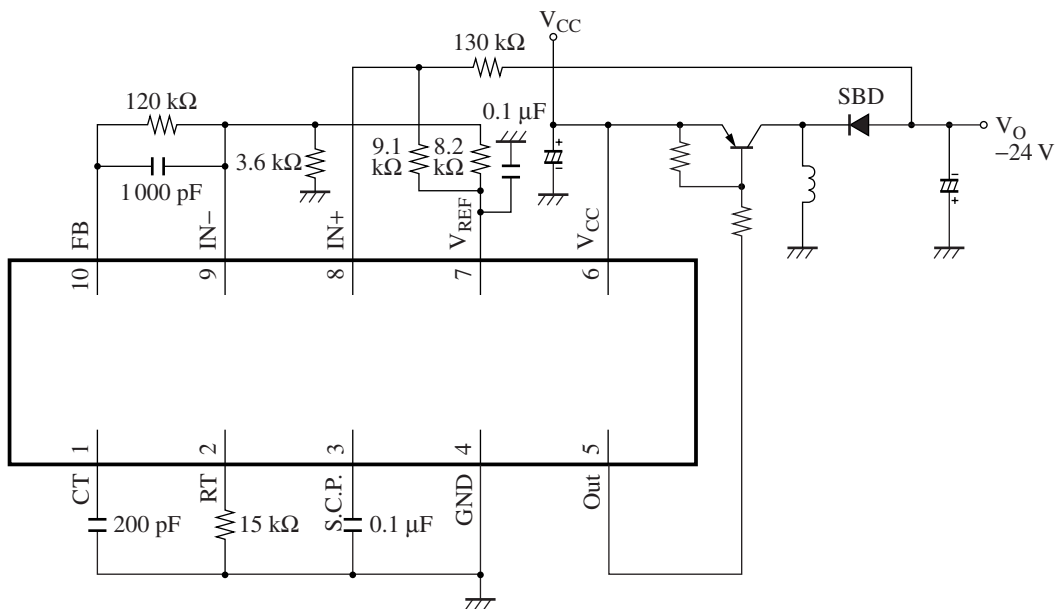 V_CC
130 kΩ
120 kΩ
0.1 µF
SBD
V_O
−24 V
3.6 kΩ
9.1 kΩ
8.2 kΩ
1 000 pF
FB
IN−
IN+
V_REF
V_CC
10
9
8
7
6
1
2
3
4
5
CT
RT
S.C.P.
GND
Out
200 pF
15 kΩ
0.1 µF